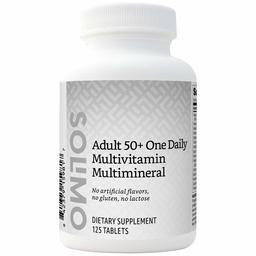 SOLIMO
Adult 50+ One Daily
Multivitamin
Multimineral
No artificial flavors,
no gluten, no lactose
DIETARY SUPPLEMENT
125 TABLETS